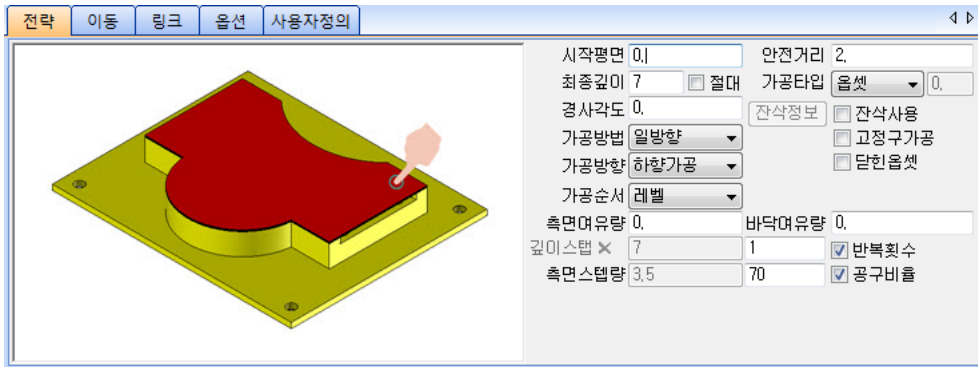 전략 이동 링크 옵션 사용자정의
시작평면 0, 안전거리 2,
최종깊이 7 절대 가공타입 옵셋 0,
경사각도 0, 잔삭정보 잔삭사용
가공방법 일방향 고정구가공
가공방향 하향가공 닫힌옵셋
가공순서 레벨
측면여유량 0, 바닥여유량 0,
깊이스탭 7 1 반복횟수
측면스텝량 3,5 70 공구비율